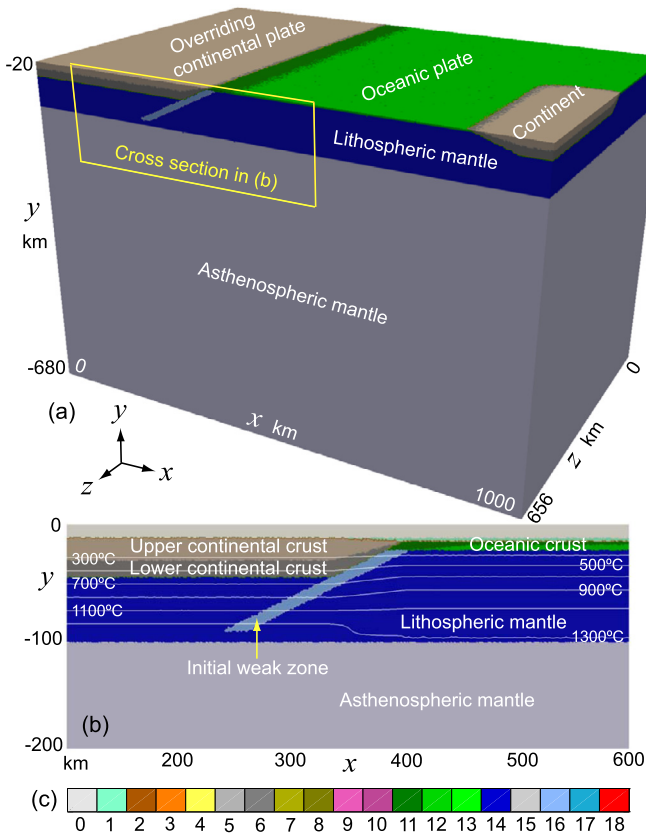 Overriding
continental plate
Oceanic plate
Continent
-20
Lithospheric mantle
Cross section in (b)
y
km
Asthenospheric mantle
-680
0
0
(a)
x km
z km
1000
656
y
x
z
0
Upper continental crust
Oceanic crust
300ºC
500ºC
Lower continental crust
y
700ºC
900ºC
1100ºC
Lithospheric mantle
-100
1300ºC
Initial weak zone
Asthenospheric mantle
(b)
-200
km 200 300 x 400 500 600
(c)
0 1 2 3 4 5 6 7 8 9 10 11 12 13 14 15 16 17 18